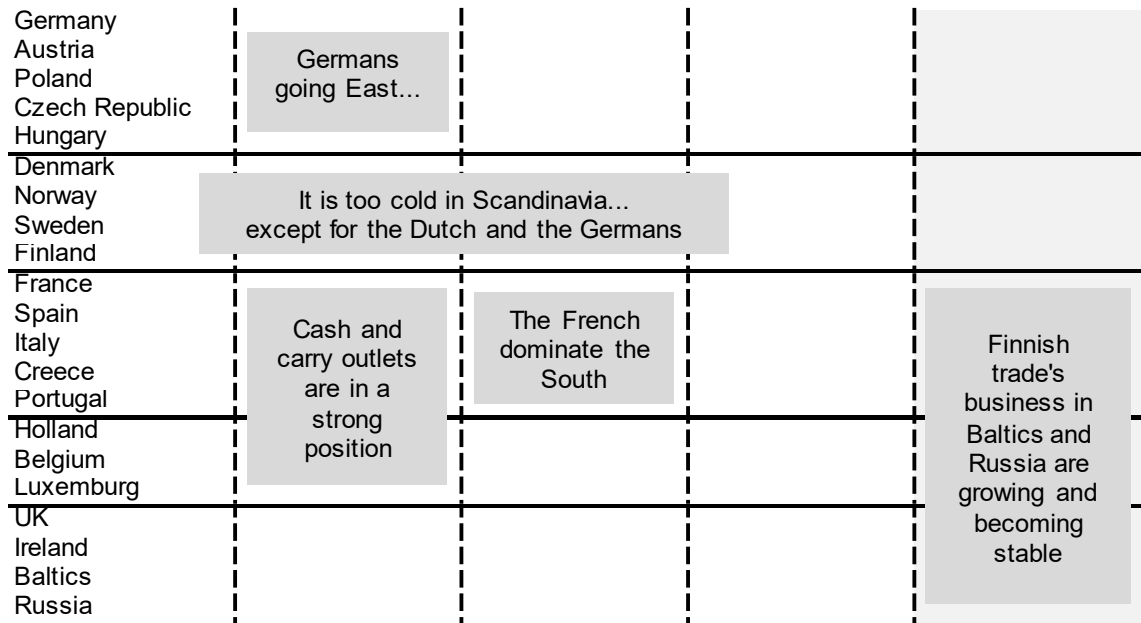 Germany
Austria
Poland
Czech Republic
Hungary
Denmark
Norway
Sweden
Finland
France
Spain
Italy
Creece
Portugal
Holland
Belgium
Luxemburg
UK
Ireland
Baltics
Russia
Germans
going East...
It is too cold in Scandinavia...
except for the Dutch and the Germans
Cash and
carry outlets
are in a
strong
position
The French
dominate the
South
Finnish
trade's
business in
Baltics and
Russia are
growing and
becoming
stable